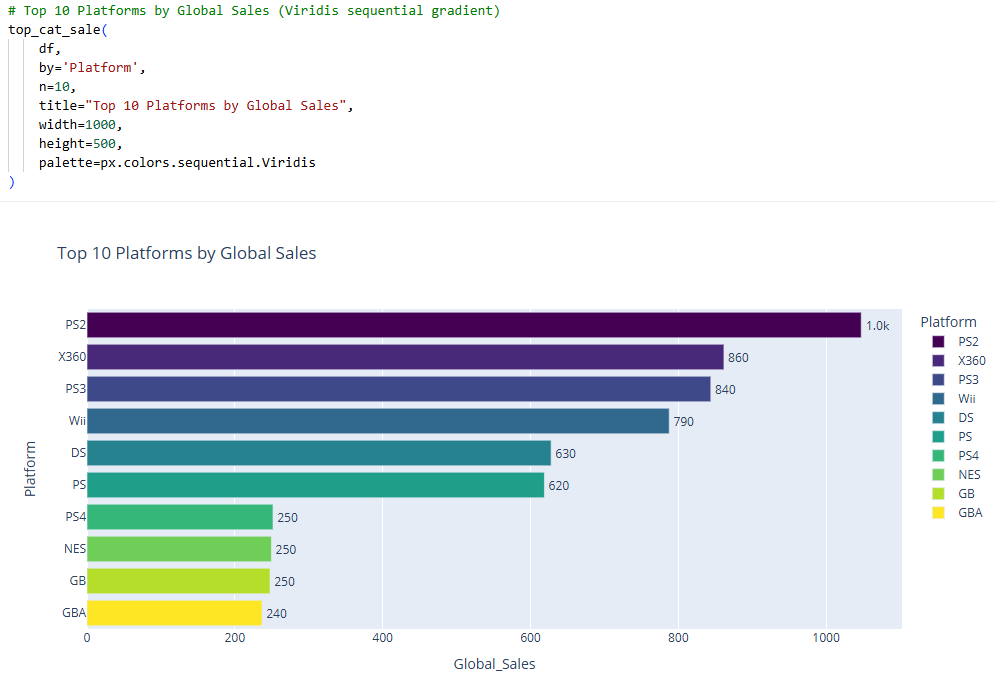 # Top 10 Platforms by Global Sales (Viridis sequential gradient)
top_cat_sale(
    df,
    by='Platform',
    n=10,
    title="Top 10 Platforms by Global Sales",
    width=1000,
    height=500,
    palette=px.colors.sequential.Viridis
)
Top 10 Platforms by Global Sales
Platform
PS2
1.0k
X360
860
PS3
840
Wii
790
DS
630
PS
620
PS4
250
NES
250
GB
250
GBA
240
0
200
400
600
800
1000
Global_Sales
Platform
PS2
X360
PS3
Wii
DS
PS
PS4
NES
GB
GBA